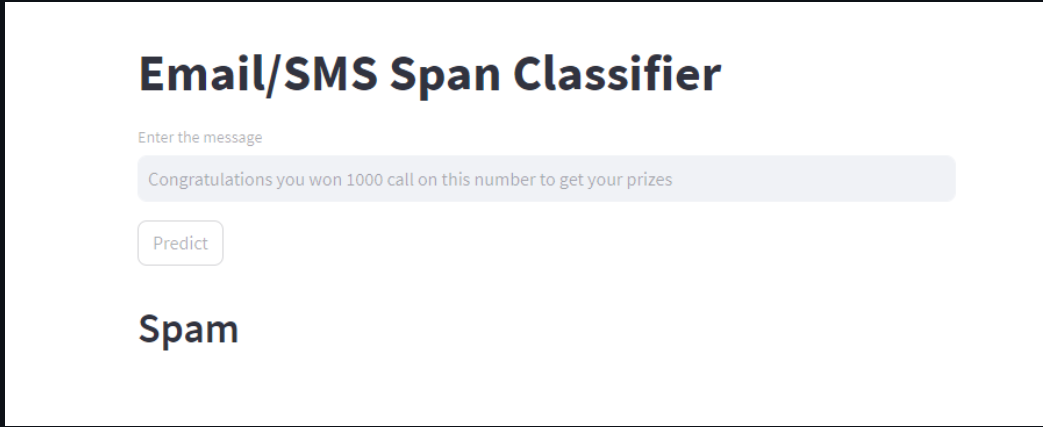 Email/SMS Span Classifier
Enter the message
Congratulations you won 1000 call on this number to get your prizes
Predict
Spam